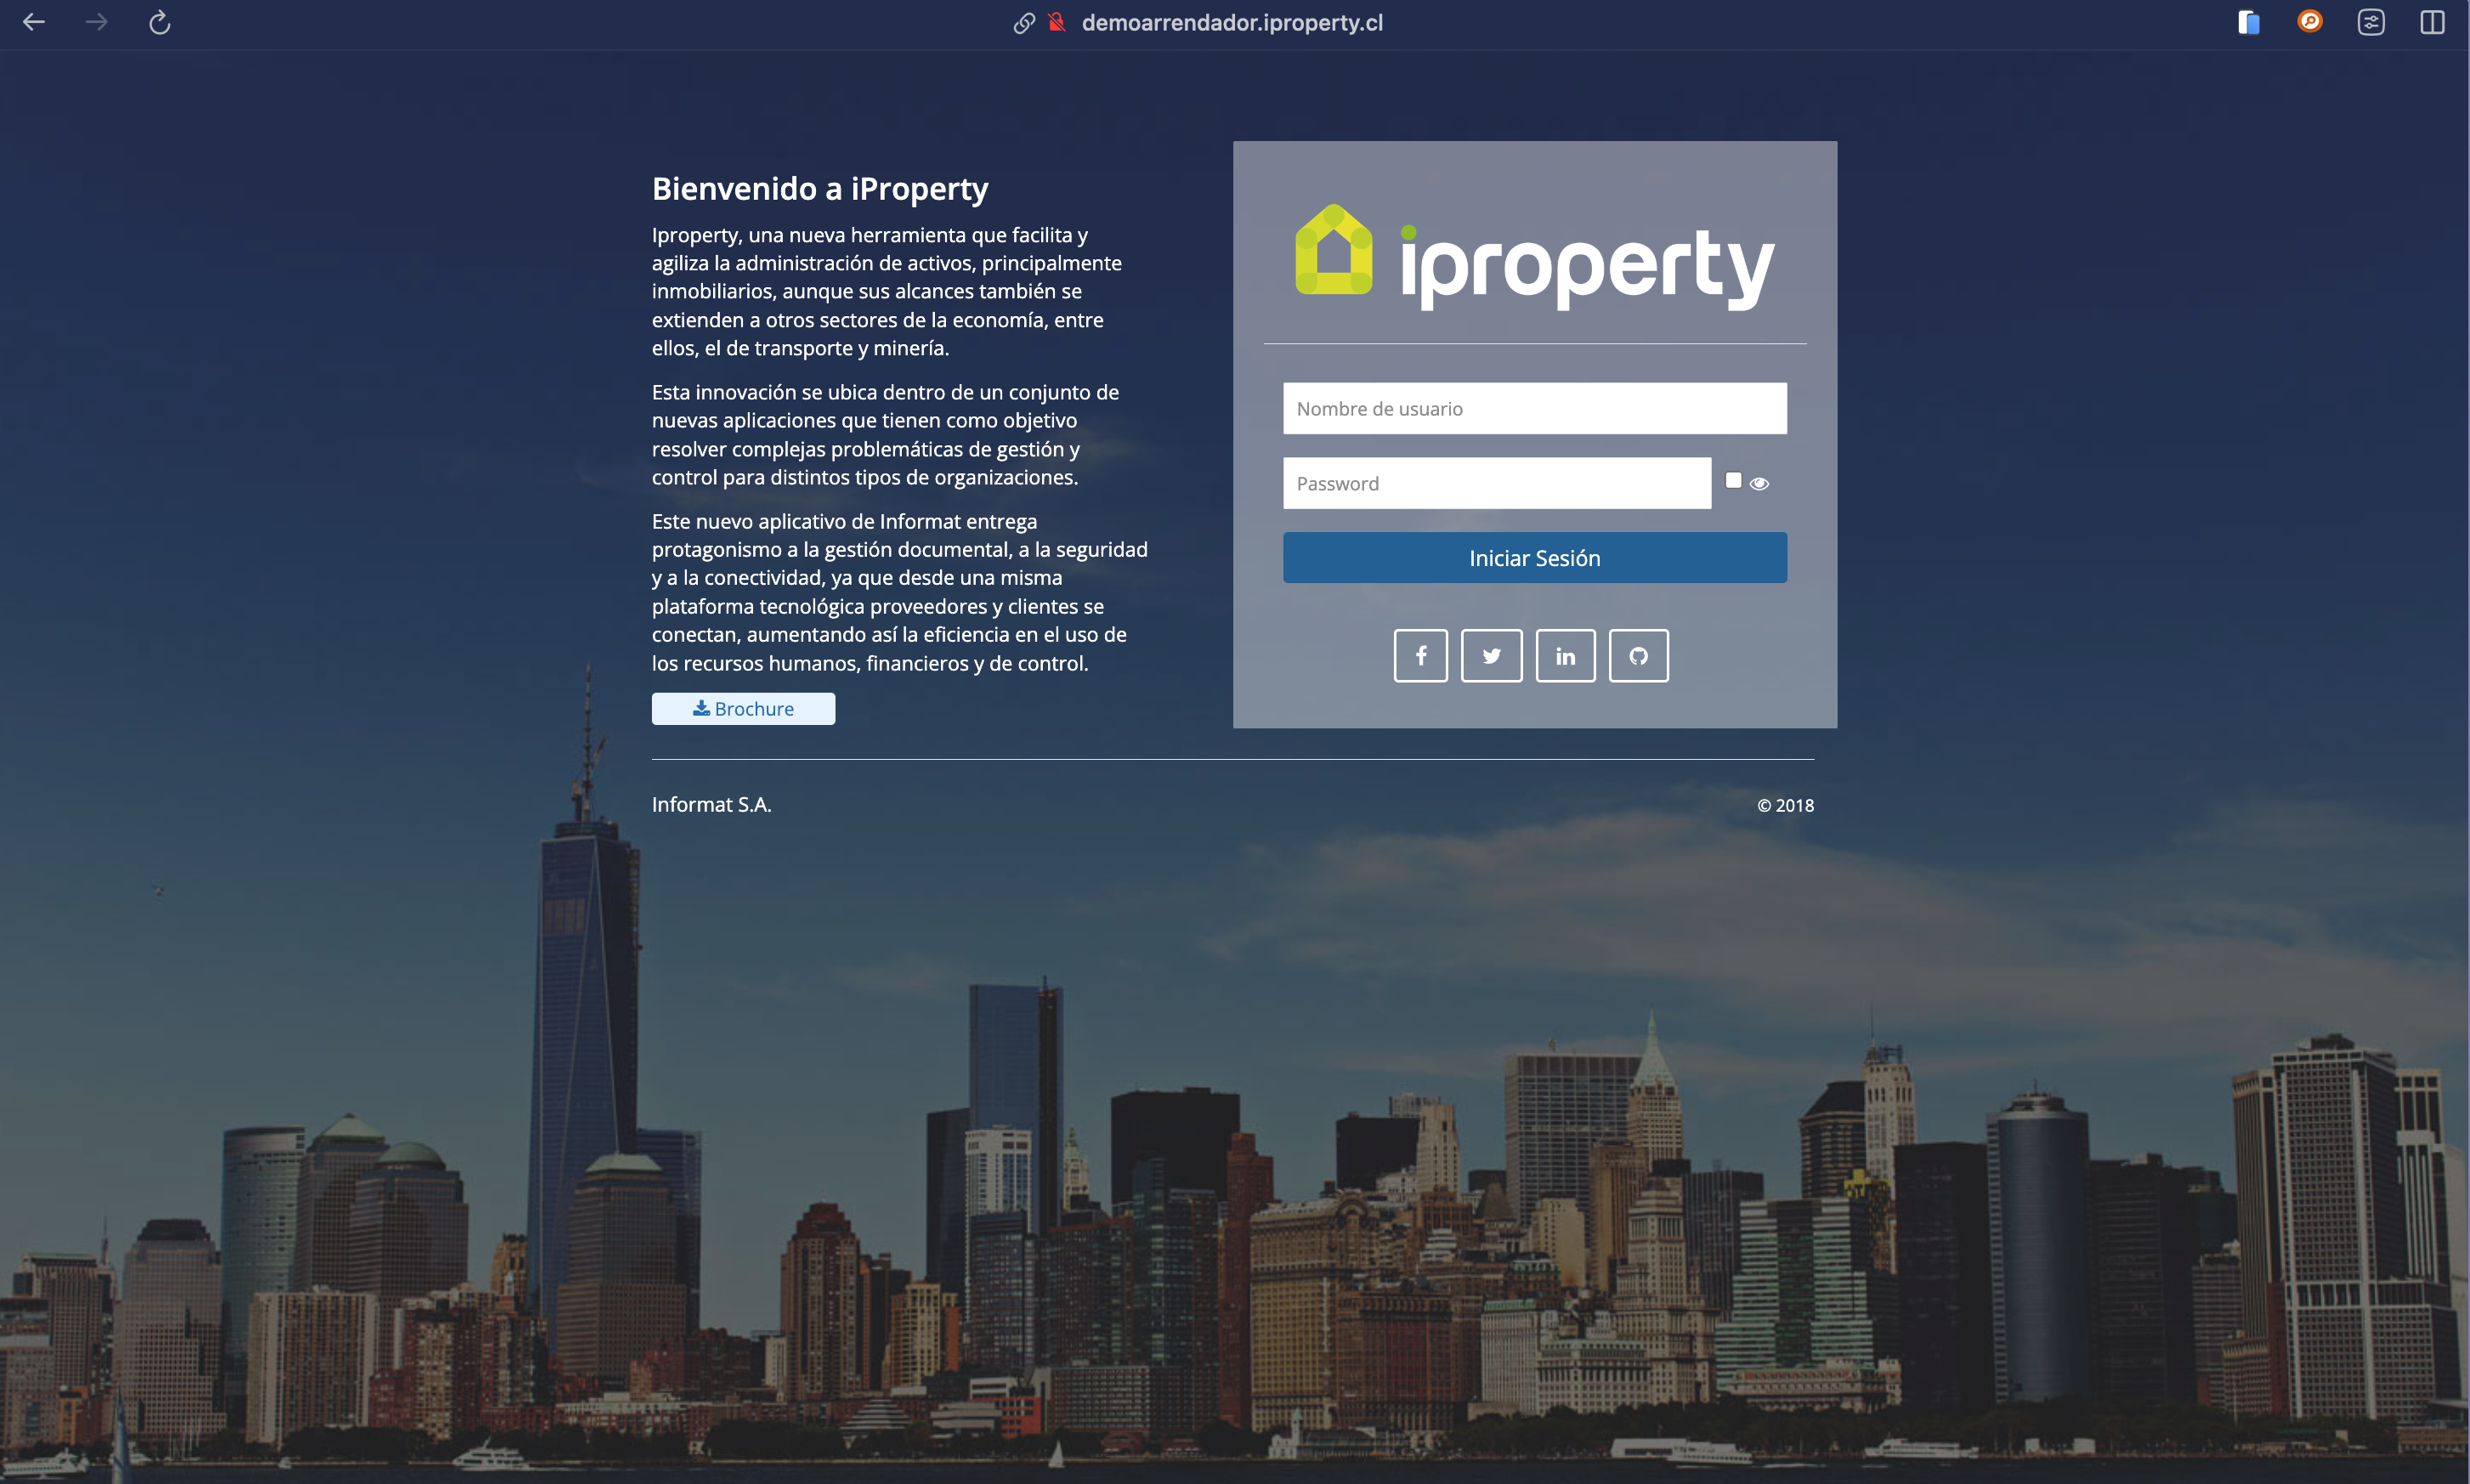 demoarrendador.iproperty.cl
Bienvenido a iProperty
Iproperty, una nueva herramienta que facilita y
agiliza la administración de activos, principalmente
inmobiliarios, aunque sus alcances también se
extienden a otros sectores de la economía, entre
ellos, el de transporte y minería.
Esta innovación se ubica dentro de un conjunto de
nuevas aplicaciones que tienen como objetivo
resolver complejas problemáticas de gestión y
control para distintos tipos de organizaciones.
Este nuevo aplicativo de Informat entrega
protagonismo a la gestión documental, a la seguridad
y a la conectividad, ya que desde una misma
plataforma tecnológica proveedores y clientes se
conectan, aumentando así la eficiencia en el uso de
los recursos humanos, financieros y de control.
Brochure
iproperty
Nombre de usuario
Password
Iniciar Sesión
Informat S.A.
© 2018